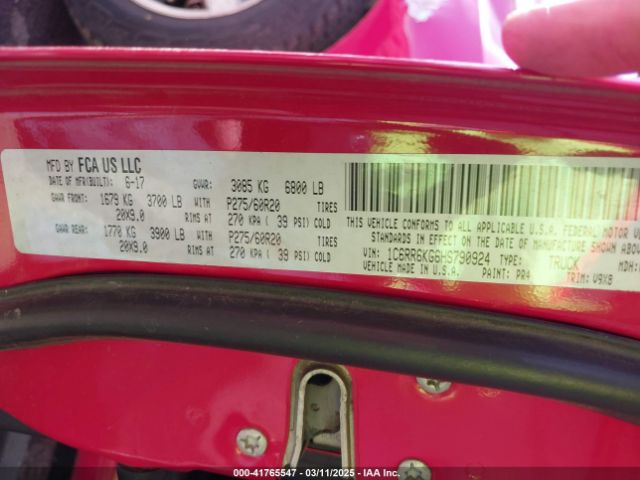 MFD BY FCA US LLC
DATE OF MFR(BUILT): 6-17 GVWR: 3085 KG 6800 LB
GAWR FRONT: 1679 KG 3700 LB WITH P275/60R20 TIRES
20X9.0 RIMS AT 270 KPA ( 39 PSI) COLD
GAWR REAR: 1770 KG 3900 LB WITH P275/60R20 TIRES
20X9.0 RIMS AT 270 KPA ( 39 PSI) COLD
THIS VEHICLE CONFORMS TO ALL APPLICABLE U.S.A. FEDERAL MOTOR
STANDARDS IN EFFECT ON THE DATE OF MANUFACTURE SHOWN ABOVE
VIN: 1C6RR6KG6HS790924 TYPE: TRUCK MDH:
VEHICLE MADE IN U.S.A. PAINT: PR4 TRIM: V9X8
000-41765547 - 03/11/2025 - IAA Inc.